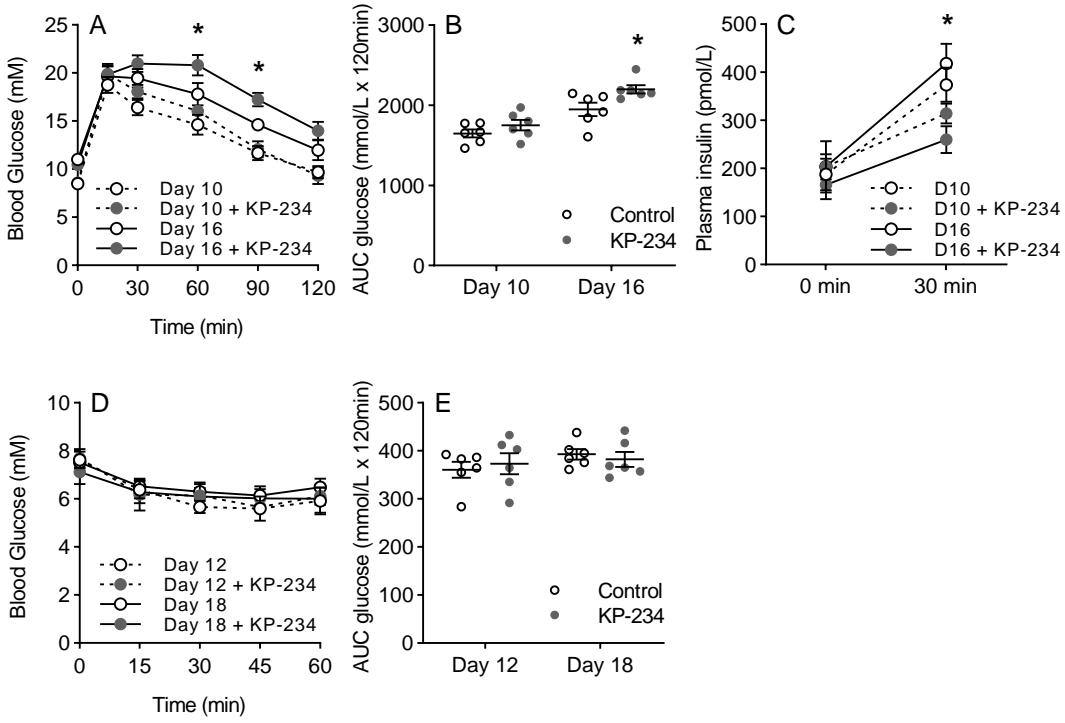 A
Blood Glucose (mM)
25
20
15
10
5
0
* *
Day 10
Day 10 + KP-234
Day 16
Day 16 + KP-234
0 30 60 90 120
Time (min)
B
AUC glucose (mmol/L x 120min)
3000
2000
1000
0
*
Control
KP-234
Day 10 Day 16
C
Plasma insulin (pmol/L)
500
400
300
200
100
0
*
D10
D10 + KP-234
D16
D16 + KP-234
0 min 30 min
D
Blood Glucose (mM)
10
8
6
4
2
0
Day 12
Day 12 + KP-234
Day 18
Day 18 + KP-234
0 15 30 45 60
Time (min)
E
AUC glucose (mmol/L x 120min)
500
400
300
200
100
0
Control
KP-234
Day 12 Day 18